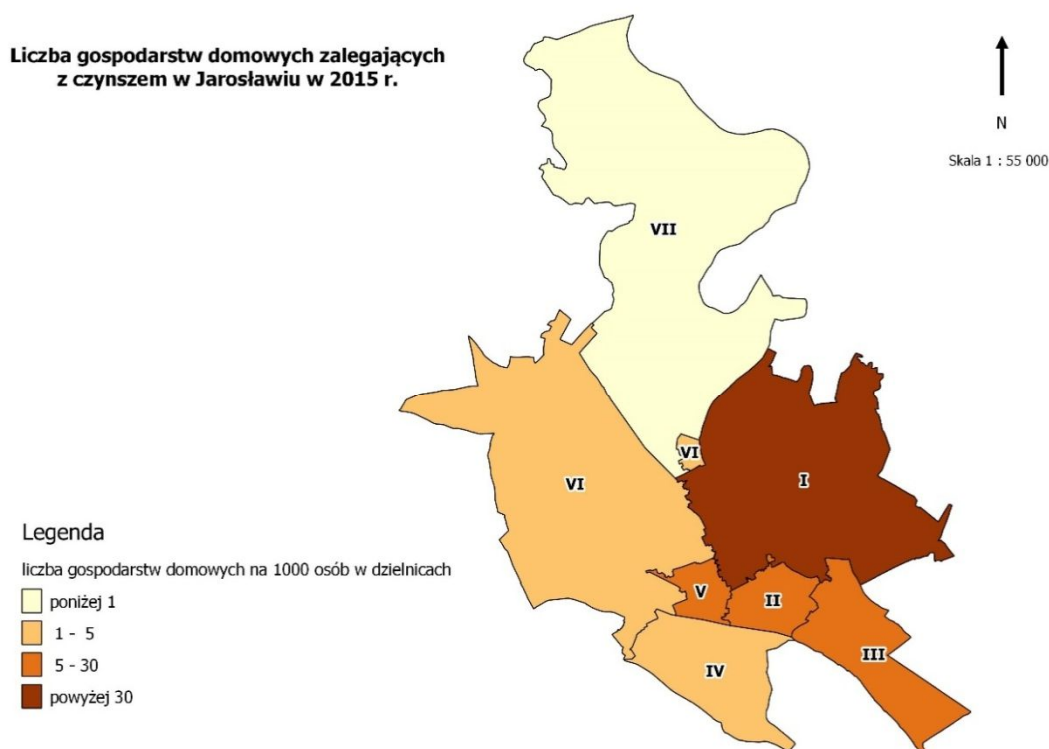 Liczba gospodarstw domowych zalegających
z czynszem w Jarosławiu w 2015 r.
N
Skala 1 : 55 000
VII
VI
VI
I
V
II
III
IV
Legenda
liczba gospodarstw domowych na 1000 osób w dzielnicach
poniżej 1
1 - 5
5 - 30
powyżej 30